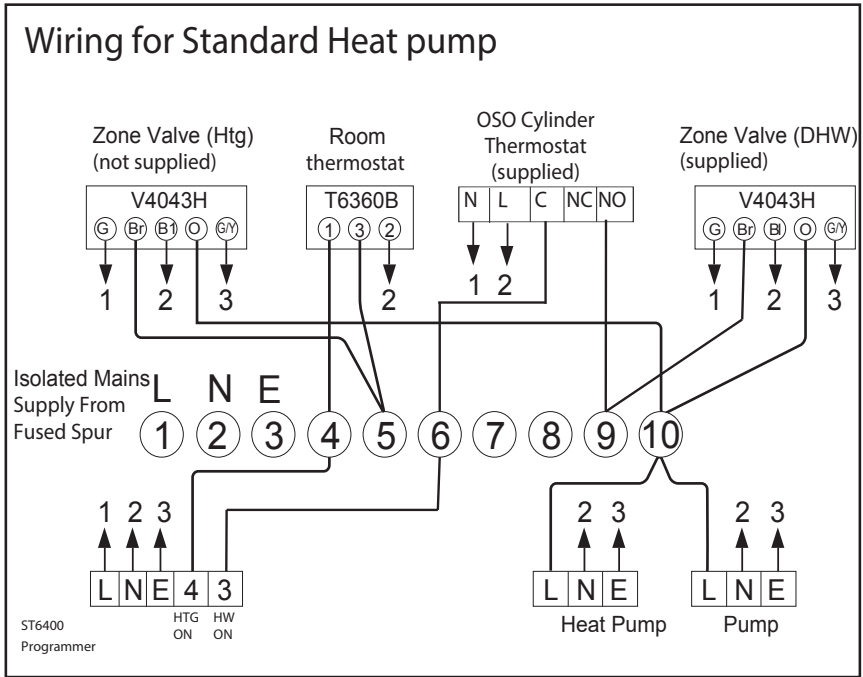 Wiring for Standard Heat pump
Zone Valve (Htg)
(not supplied)
Room
thermostat
OSO Cylinder
Thermostat
(supplied)
Zone Valve (DHW)
(supplied)
V4043H
T6360B
N L C NC NO
V4043H
G Br B1 O G/Y
1 3 2
G Br Bl O G/Y
1 2 3
2
1 2
1 2 3
Isolated Mains
Supply From
Fused Spur
L N E
1 2 3 4 5 6 7 8 9 10
1 2 3
2 3
2 3
L N E 4 3
L N E
L N E
HTG
ON
HW
ON
Heat Pump
Pump
ST6400
Programmer